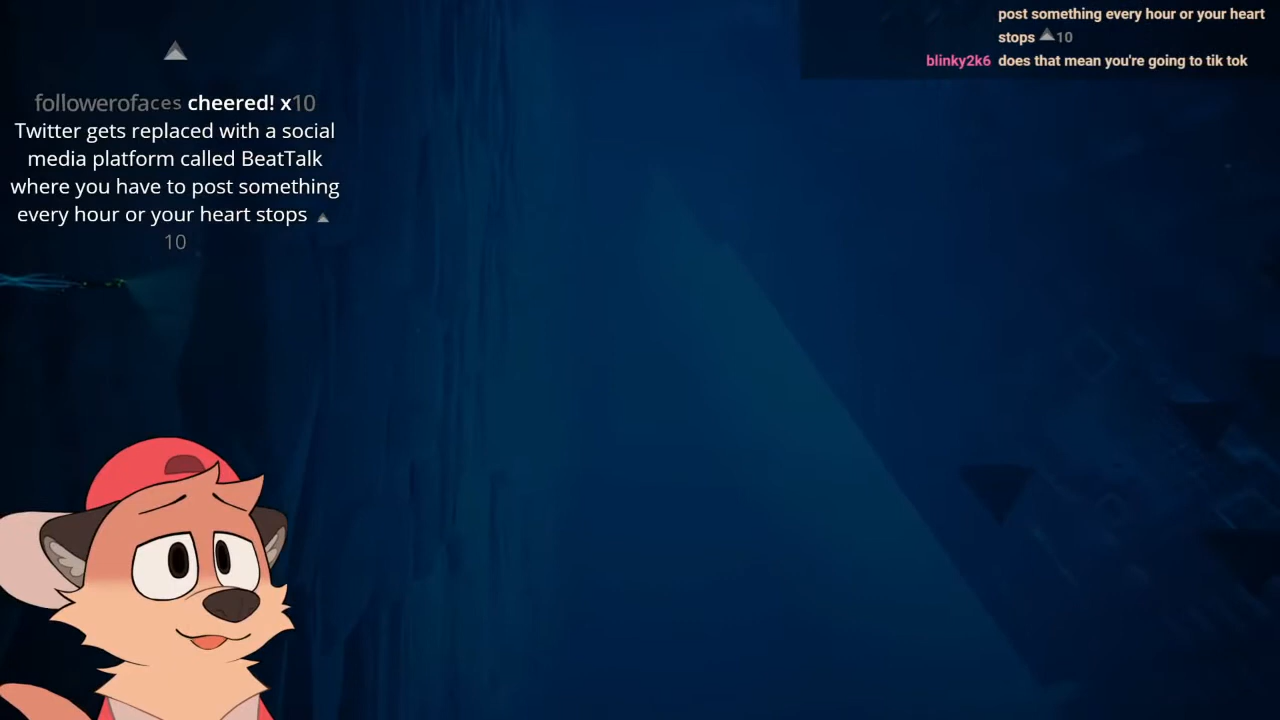 followerofaces cheered! x10
Twitter gets replaced with a social
media platform called BeatTalk
where you have to post something
every hour or your heart stops
10
post something every hour or your heart
stops 10
blinky2k6 does that mean you're going to tik tok